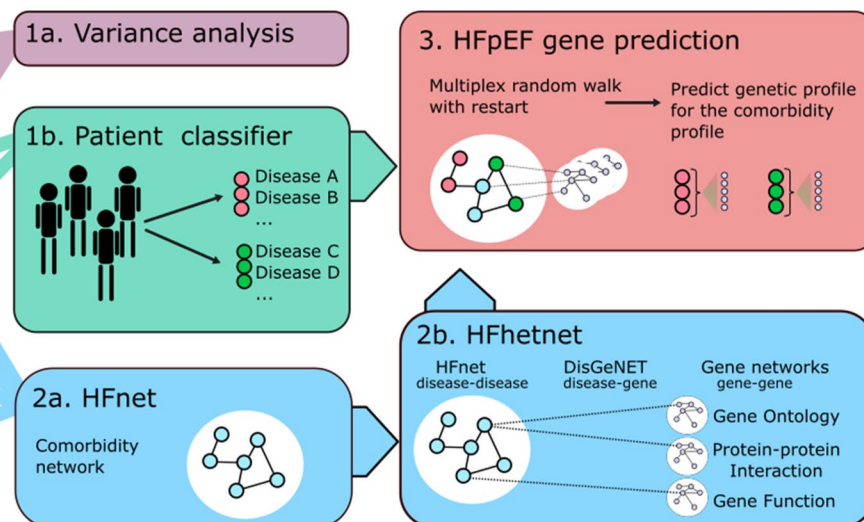 1a. Variance analysis
1b. Patient classifier
Disease A
Disease B
...
Disease C
Disease D
...
2a. HFnet
Comorbidity
network
3. HFpEF gene prediction
Multiplex random walk
with restart
Predict genetic profile
for the comorbidity
profile
2b. HFhetnet
HFnet
disease-disease
DisGeNET
disease-gene
Gene networks
gene-gene
Gene Ontology
Protein-protein
Interaction
Gene Function